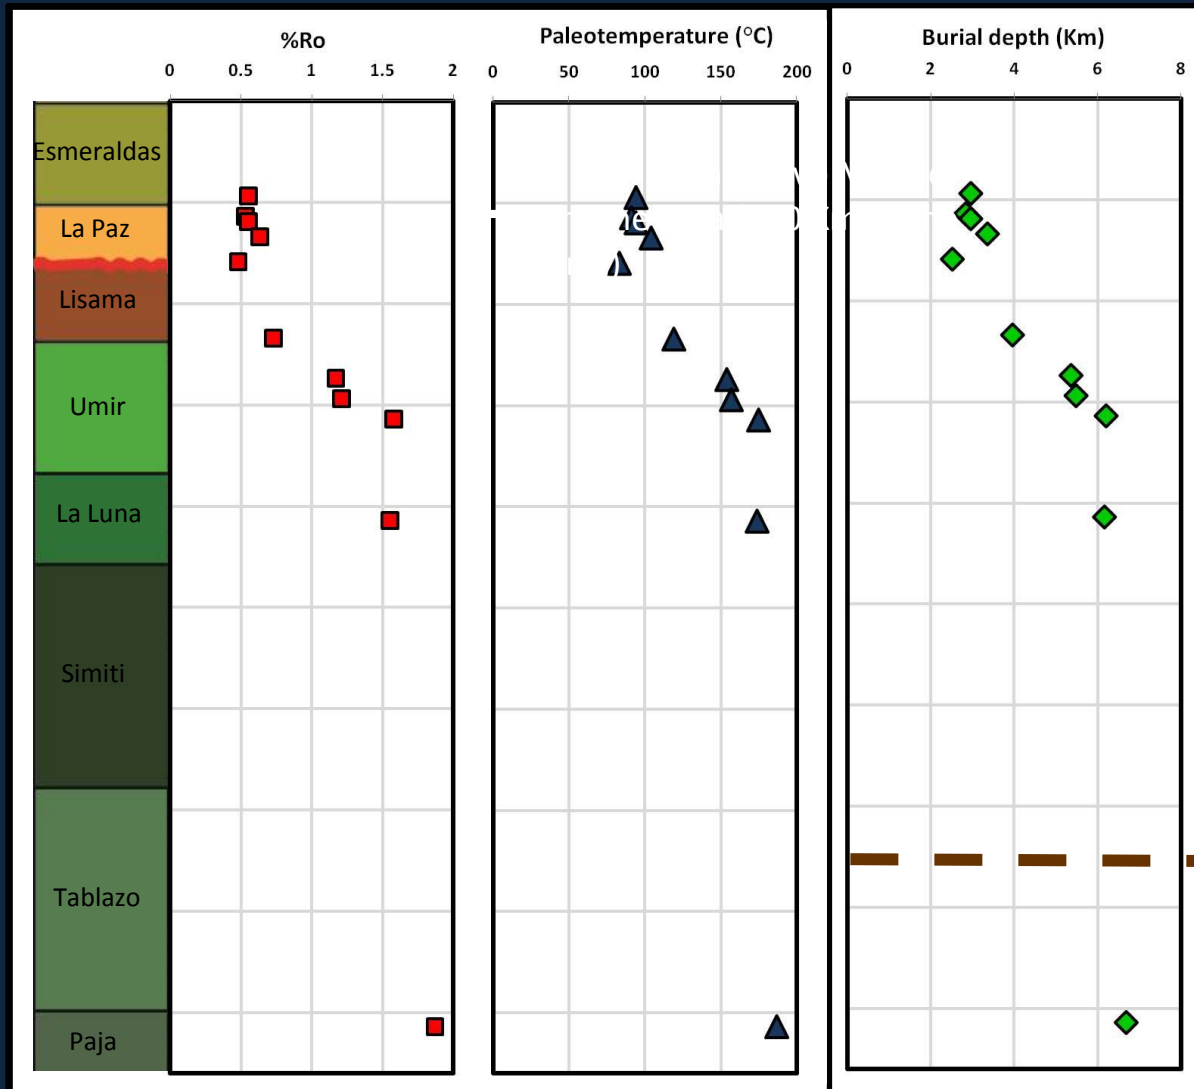 %Ro
0 0.5 1 1.5 2
Paleotemperature (°C)
0 50 100 150 200
Burial depth (Km)
0 2 4 6 8
Esmeraldas
La Paz
Lisama
Umir
La Luna
Simiti
Tablazo
Paja